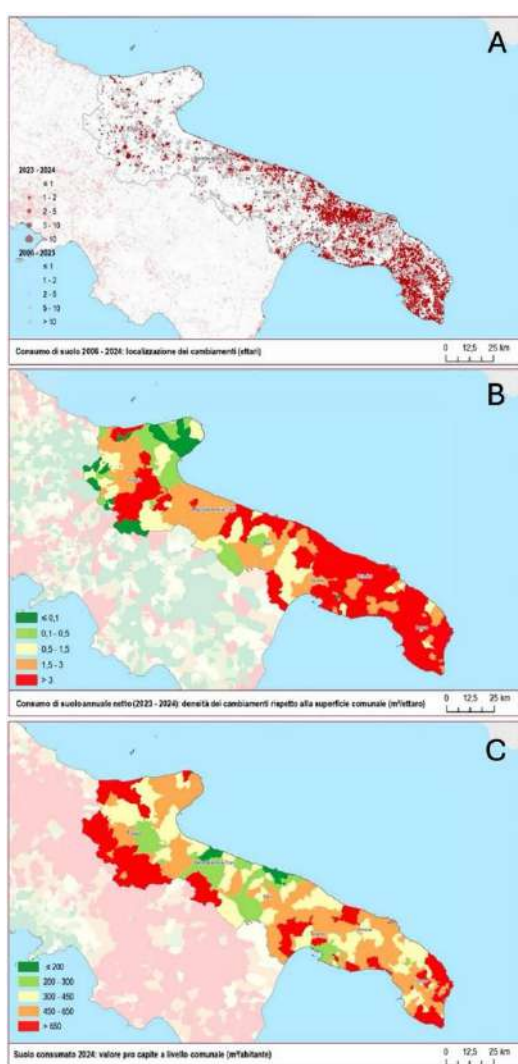 A
2023 - 2024
≤ 1
1 - 2
2 - 5
5 - 10
> 10
2006 - 2023
≤ 1
1 - 2
2 - 5
5 - 10
> 10
Consumo di suolo 2006 - 2024: localizzazione dei cambiamenti (ettari)
0 12,5 25 km
B
≤ 0,1
0,1 - 0,5
0,5 - 1,5
1,5 - 3
> 3
Consumo di suolo annuale netto (2023 - 2024): densità dei cambiamenti rispetto alla superficie comunale (m²/ettaro)
0 12,5 25 km
C
≤ 200
200 - 300
300 - 450
450 - 650
> 650
Suolo consumato 2024: valore pro capite a livello comunale (m²/abitante)
0 12,5 25 km